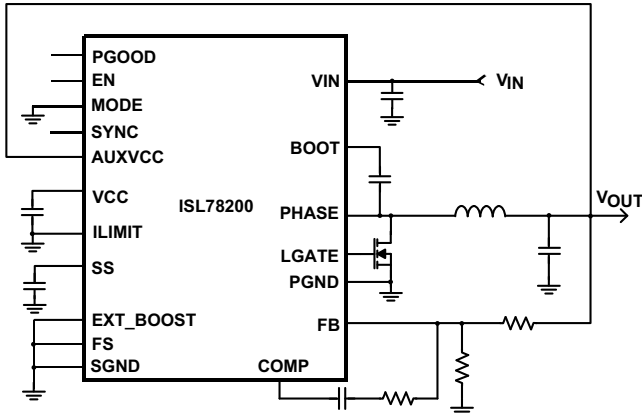 PGOOD
EN
MODE
SYNC
AUXVCC
VCC
ILIMIT
SS
EXT_BOOST
FS
SGND
ISL78200
VIN
BOOT
PHASE
LGATE
PGND
FB
COMP
VIN
VOUT